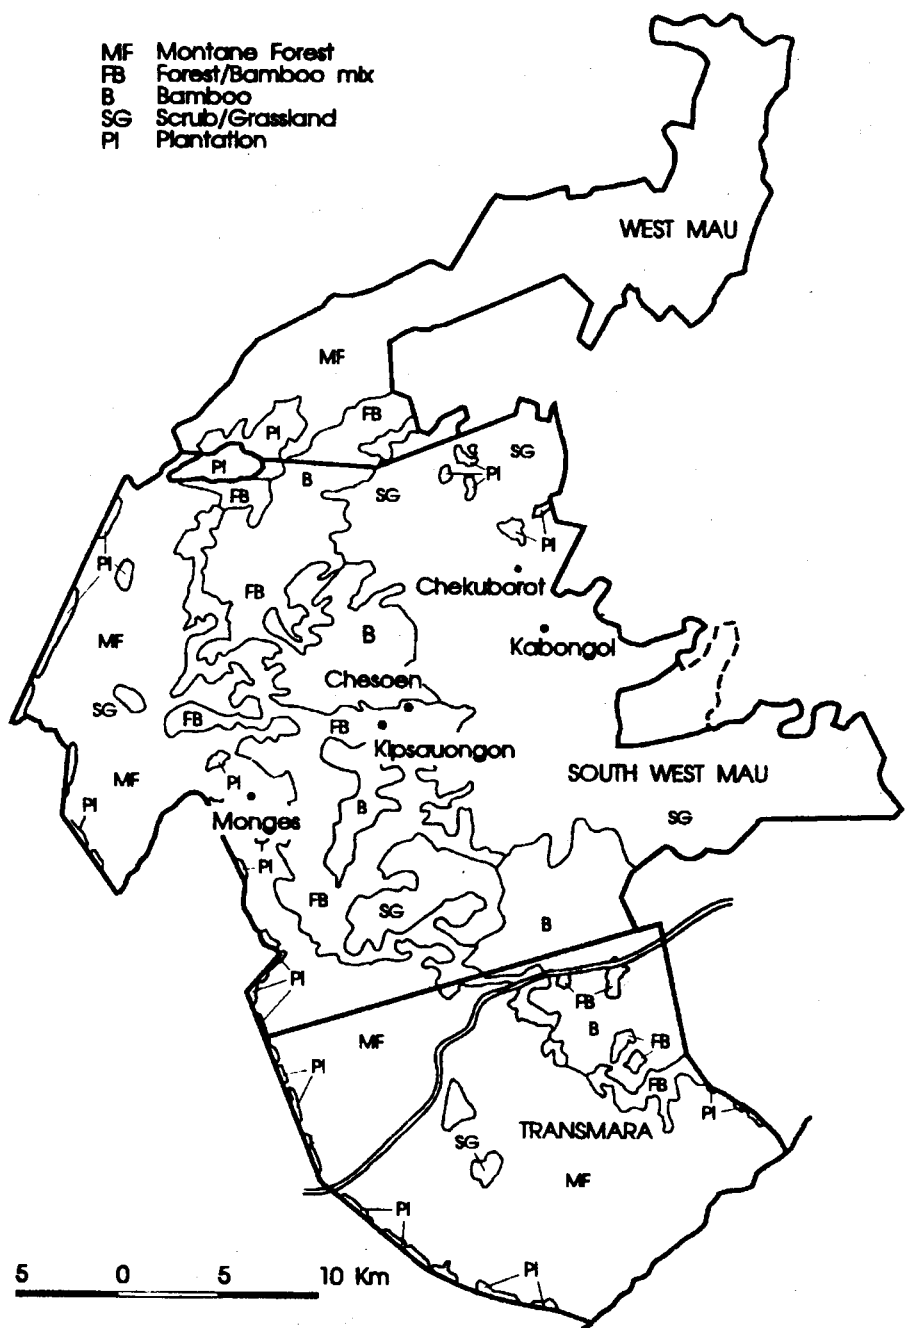 MF Montane Forest
FB Forest/Bamboo mix
B Bamboo
SG Scrub/Grassland
Pl Plantation
WEST MAU
MF
FB
Pl
SG
Pl
B
Pl
FB
SG
Pl
Pl
Chekuborot
FB
MF
B
Kabongol
Chesoen
SG
FB
FB
Kipsauongon
SOUTH WEST MAU
MF
Pl
Pl
B
SG
Monges
Pl
FB
SG
B
Pl
FB
B
MF
FB
Pl
FB
Pl
TRANSMARA
SG
MF
Pl
Pl
5 0 5 10 Km